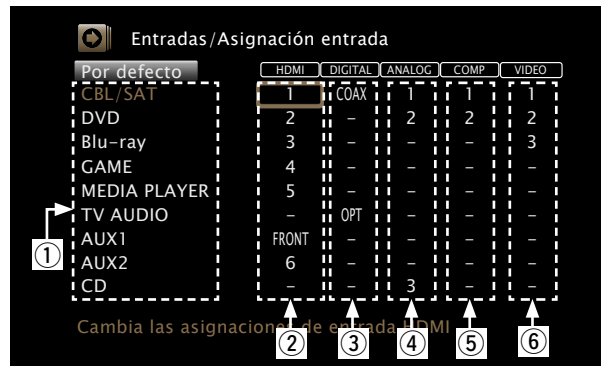 Entradas/Asignación entrada
Por defecto HDMI DIGITAL ANALOG COMP VIDEO
CBL/SAT 1 COAX 1 1 1
DVD 2 – 2 2 2
Blu-ray 3 – – – 3
GAME 4 – – – –
MEDIA PLAYER 5 – – – –
TV AUDIO – OPT – – –
AUX1 FRONT – – – –
AUX2 6 – – – –
CD – – 3 – –
Cambia las asignaciones de entrada HDMI
① ② ③ ④ ⑤ ⑥